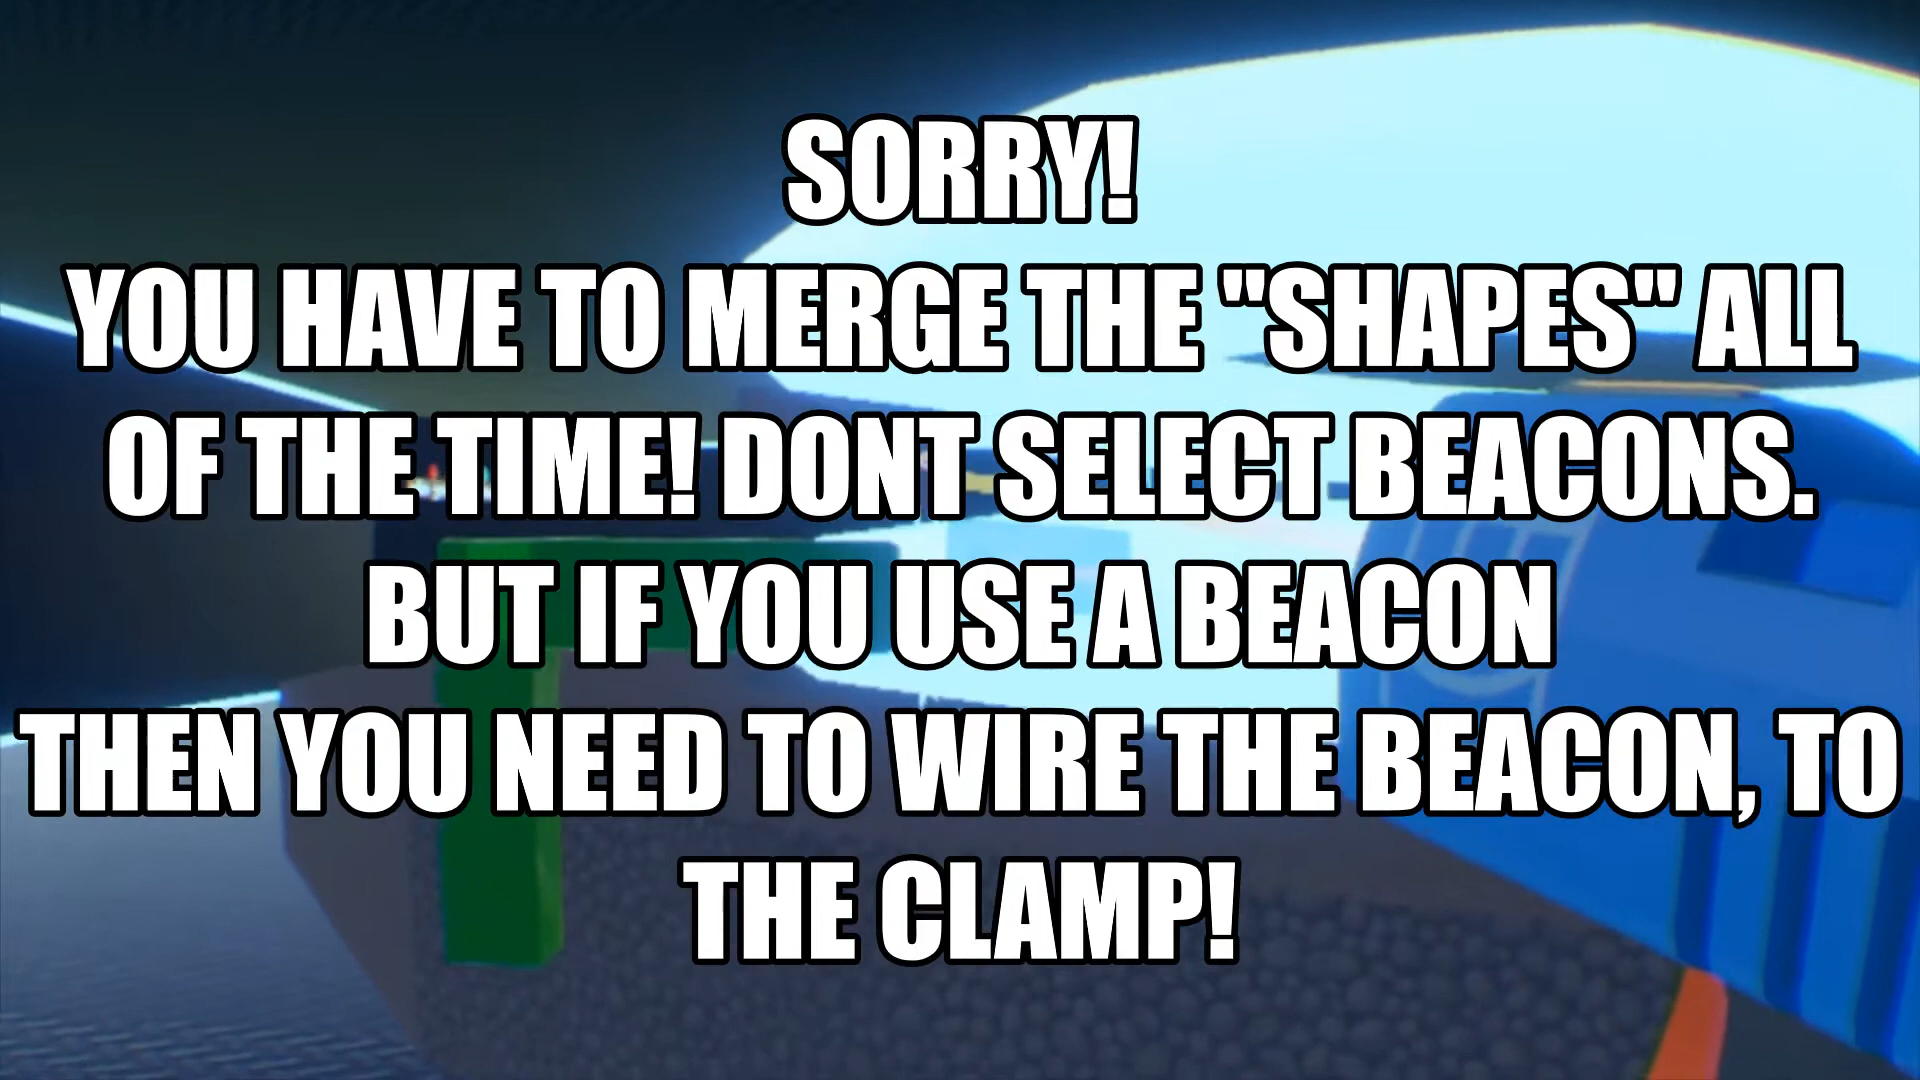 SORRY!
YOU HAVE TO MERGE THE "SHAPES" ALL
OF THE TIME! DONT SELECT BEACONS.
BUT IF YOU USE A BEACON
THEN YOU NEED TO WIRE THE BEACON, TO
THE CLAMP!